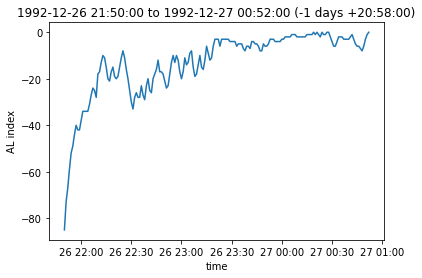 1992-12-26 21:50:00 to 1992-12-27 00:52:00 (-1 days +20:58:00)
0
−20
−40
−60
−80
AL index
26 22:00 26 22:30 26 23:00 26 23:30 27 00:00 27 00:30 27 01:00
time